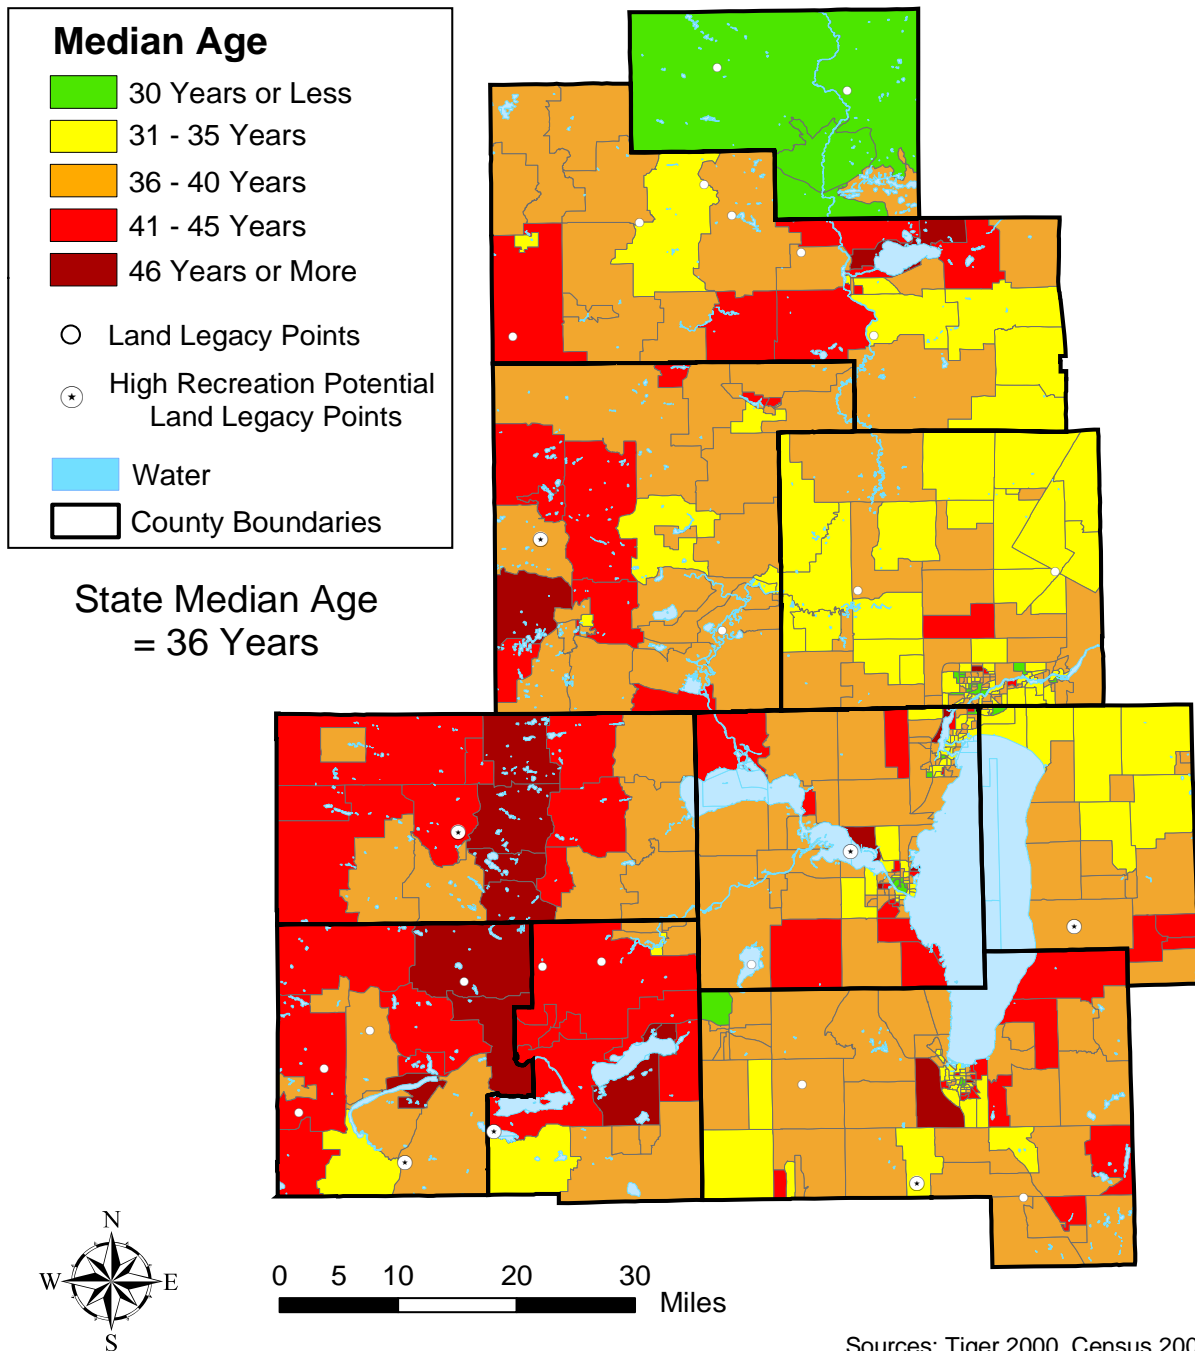 Median Age
30 Years or Less
31 - 35 Years
36 - 40 Years
41 - 45 Years
46 Years or More
Land Legacy Points
High Recreation Potential
Land Legacy Points
Water
County Boundaries
State Median Age
= 36 Years
N
W E
S
0 5 10 20 30
Miles
Sources: Tiger 2000, Census 200